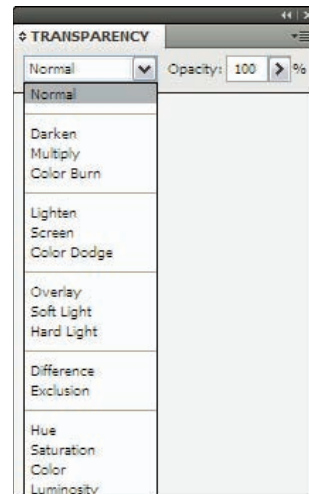 TRANSPARENCY
Normal Opacity: 100 %
Normal
Darken
Multiply
Color Burn
Lighten
Screen
Color Dodge
Overlay
Soft Light
Hard Light
Difference
Exclusion
Hue
Saturation
Color
Luminosity